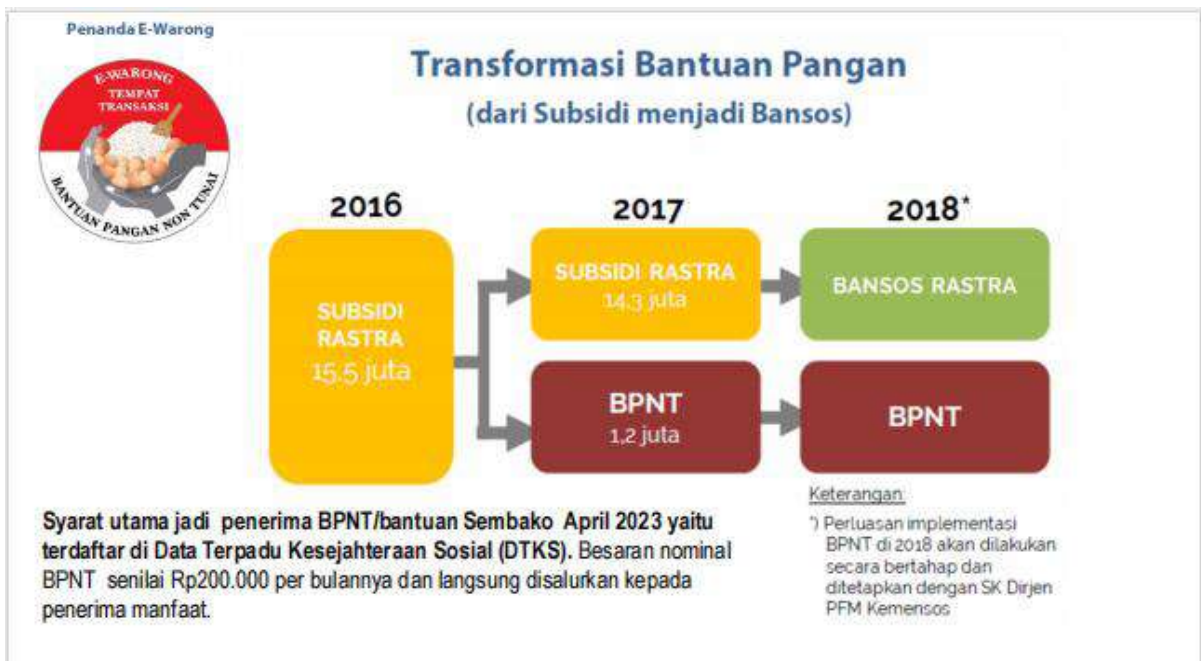 Penanda E-Warong
E-WARONG
TEMPAT
TRANSAKSI
BANTUAN PANGAN NON TUNAI
Transformasi Bantuan Pangan
(dari Subsidi menjadi Bansos)
2016
2017
2018*
SUBSIDI
RASTRA
15,5 juta
SUBSIDI RASTRA
14,3 juta
BANSOS RASTRA
BPNT
1,2 juta
BPNT
Syarat utama jadi penerima BPNT/bantuan Sembako April 2023 yaitu
terdaftar di Data Terpadu Kesejahteraan Sosial (DTKS). Besaran nominal
BPNT senilai Rp200.000 per bulannya dan langsung disalurkan kepada
penerima manfaat.
Keterangan:
*) Perluasan implementasi
BPNT di 2018 akan dilakukan
secara bertahap dan
ditetapkan dengan SK Dirjen
PFM Kemensos